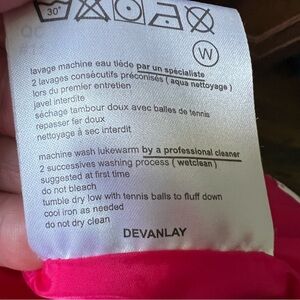 30°
W
lavage machine eau tiède par un spécialiste
2 lavages consécutifs préconisés ( aqua nettoyage )
lors du premier entretien
javel interdite
séchage tambour doux avec balles de tennis
repasser fer doux
nettoyage à sec interdit
machine wash lukewarm by a professional cleaner
2 successives washing process ( wetclean )
suggested at first time
do not bleach
tumble dry low with tennis balls to fluff down
cool iron as needed
do not dry clean
DEVANLAY